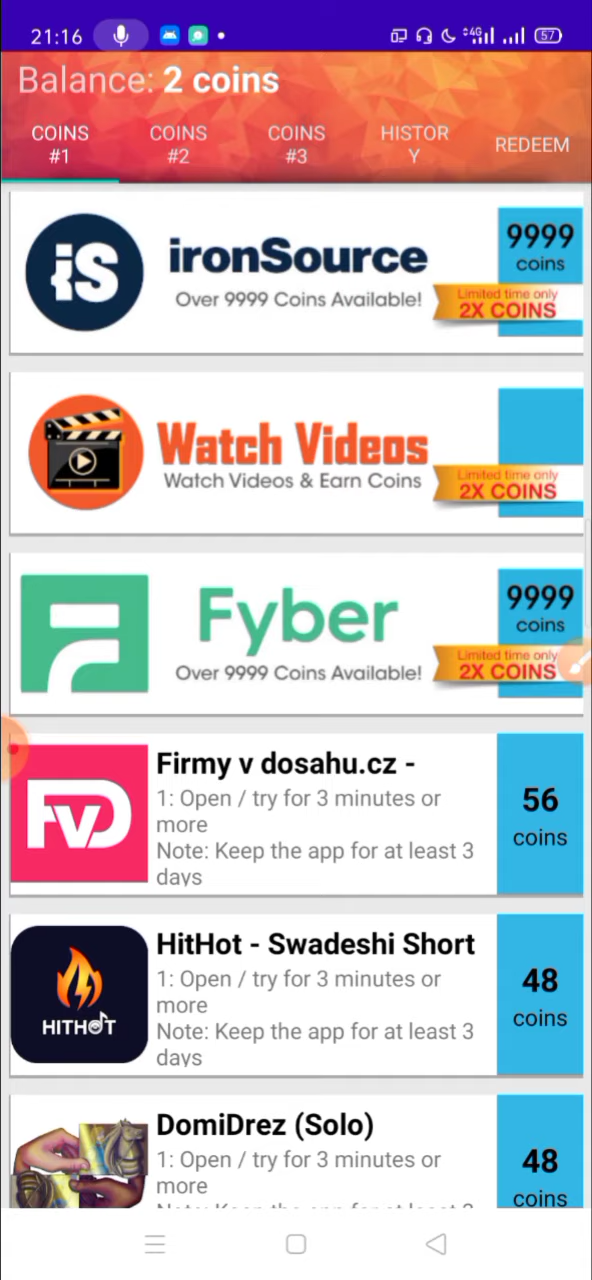 21:16
4G
57
Balance: 2 coins
COINS #1
COINS #2
COINS #3
HISTOR
Y
REDEEM
iS
ironSource
Over 9999 Coins Available!
9999
coins
Limited time only
2X COINS
Watch Videos
Watch Videos & Earn Coins
Limited time only
2X COINS
Fyber
Over 9999 Coins Available!
9999
coins
Limited time only
2X COINS
FvD
Firmy v dosahu.cz -
1: Open / try for 3 minutes or
more
Note: Keep the app for at least 3
days
56
coins
HITHOT
HitHot - Swadeshi Short
1: Open / try for 3 minutes or
more
Note: Keep the app for at least 3
days
48
coins
DomiDrez (Solo)
1: Open / try for 3 minutes or
more
48
coins